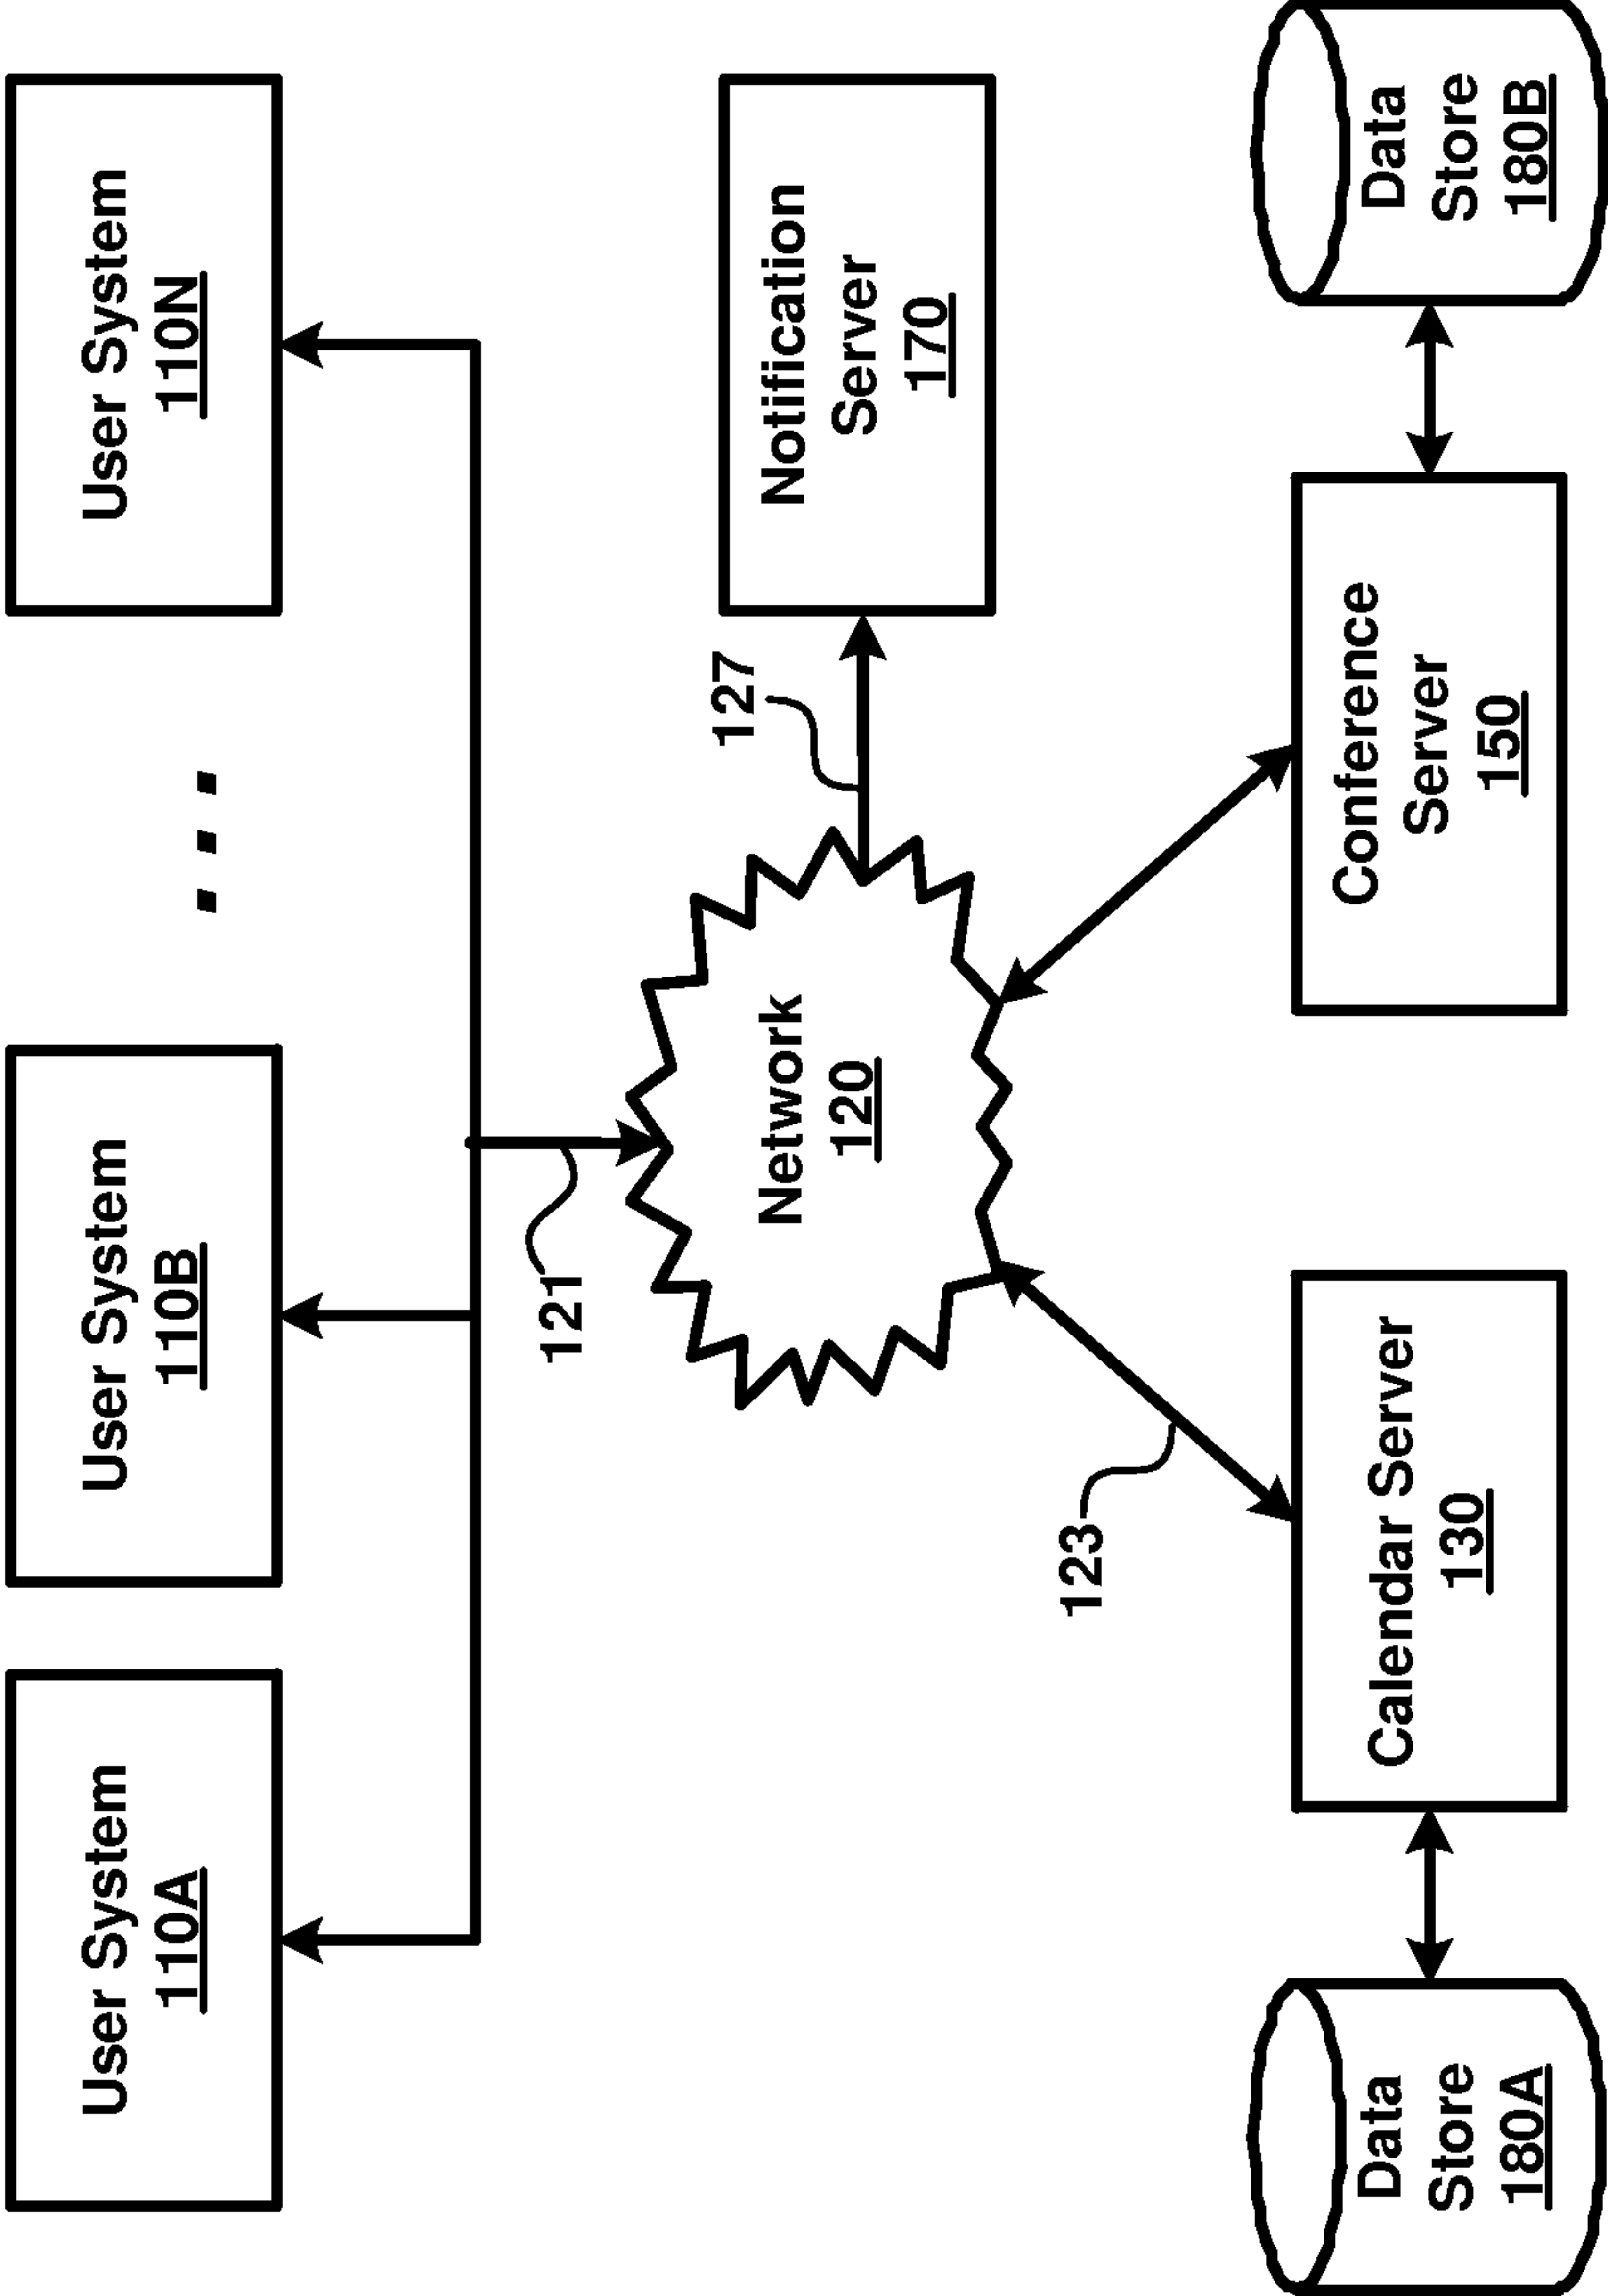 User System
110A
User System
110B
User System
110N
121
Network
120
127
Notification
Server
170
123
Data
Store
180A
Calendar Server
130
Conference
Server
150
Data
Store
180B